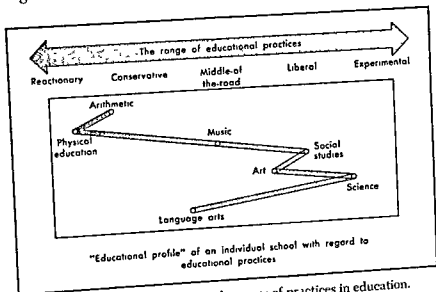 The range of educational practices
Reactionary Conservative Middle-of-the-road Liberal Experimental
Arithmetic
Physical education
Music
Social studies
Art
Science
Language arts
"Educational profile" of an individual school with regard to
educational practices
of practices in education.